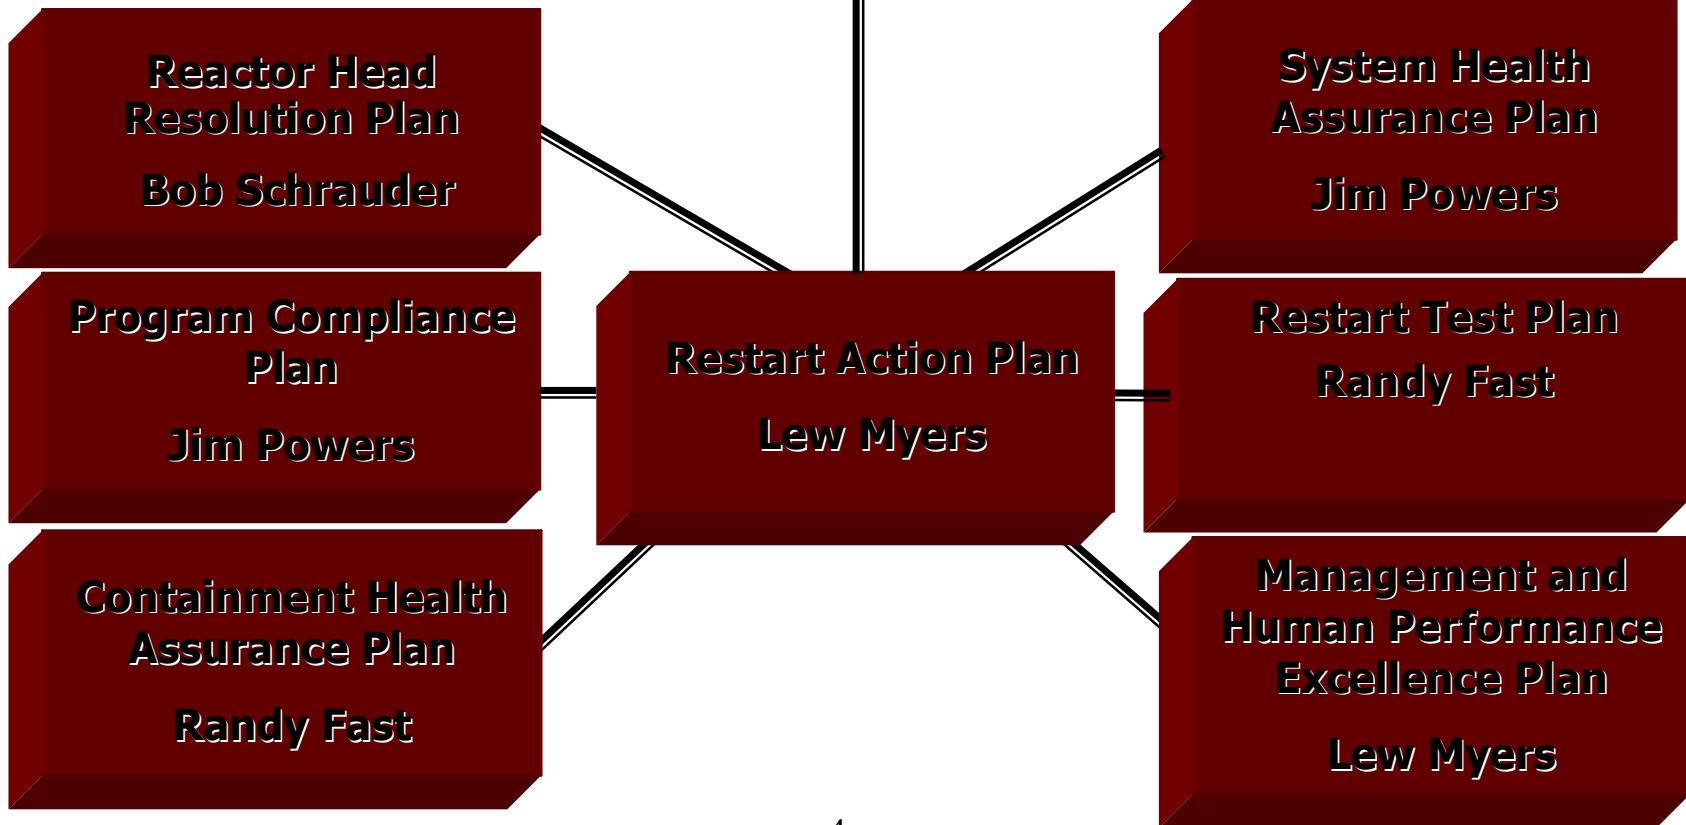 Reactor Head
Resolution Plan
Bob Schrauder
System Health
Assurance Plan
Jim Powers
Program Compliance
Plan
Jim Powers
Restart Action Plan
Lew Myers
Restart Test Plan
Randy Fast
Containment Health
Assurance Plan
Randy Fast
Management and
Human Performance
Excellence Plan
Lew Myers